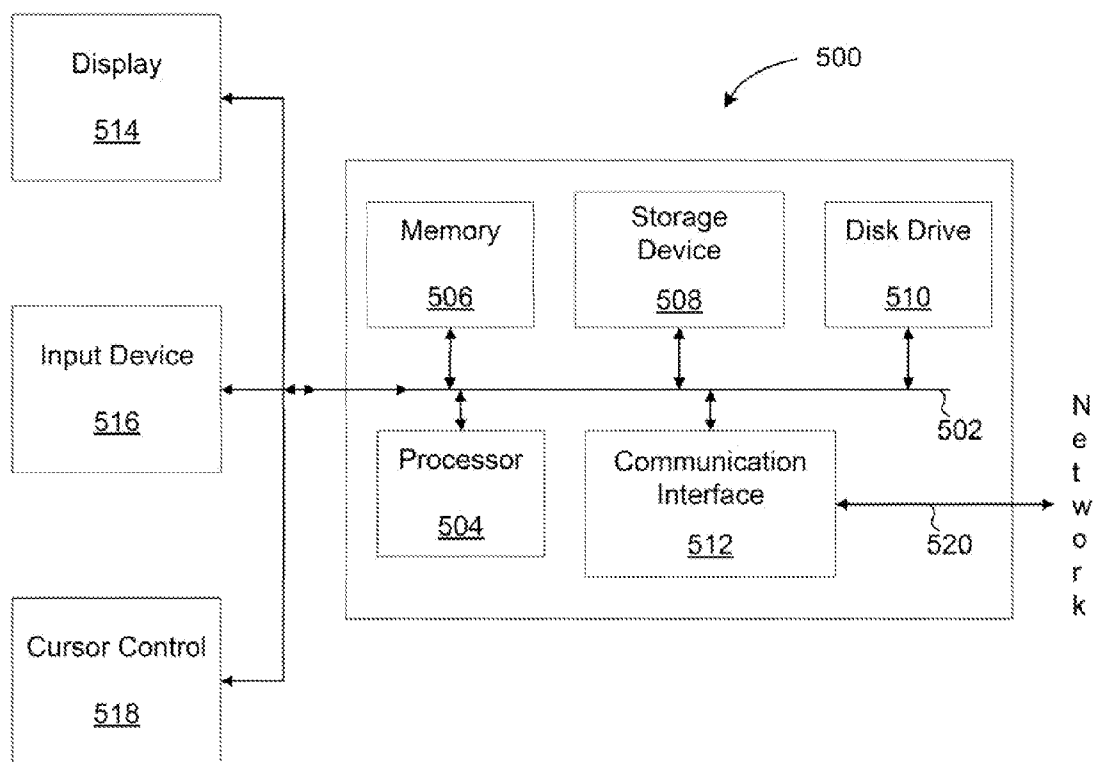 Display
514
500
Memory
506
Storage
Device
508
Disk Drive
510
Input Device
516
502
Network
Processor
504
Communication
Interface
512
520
Cursor Control
518